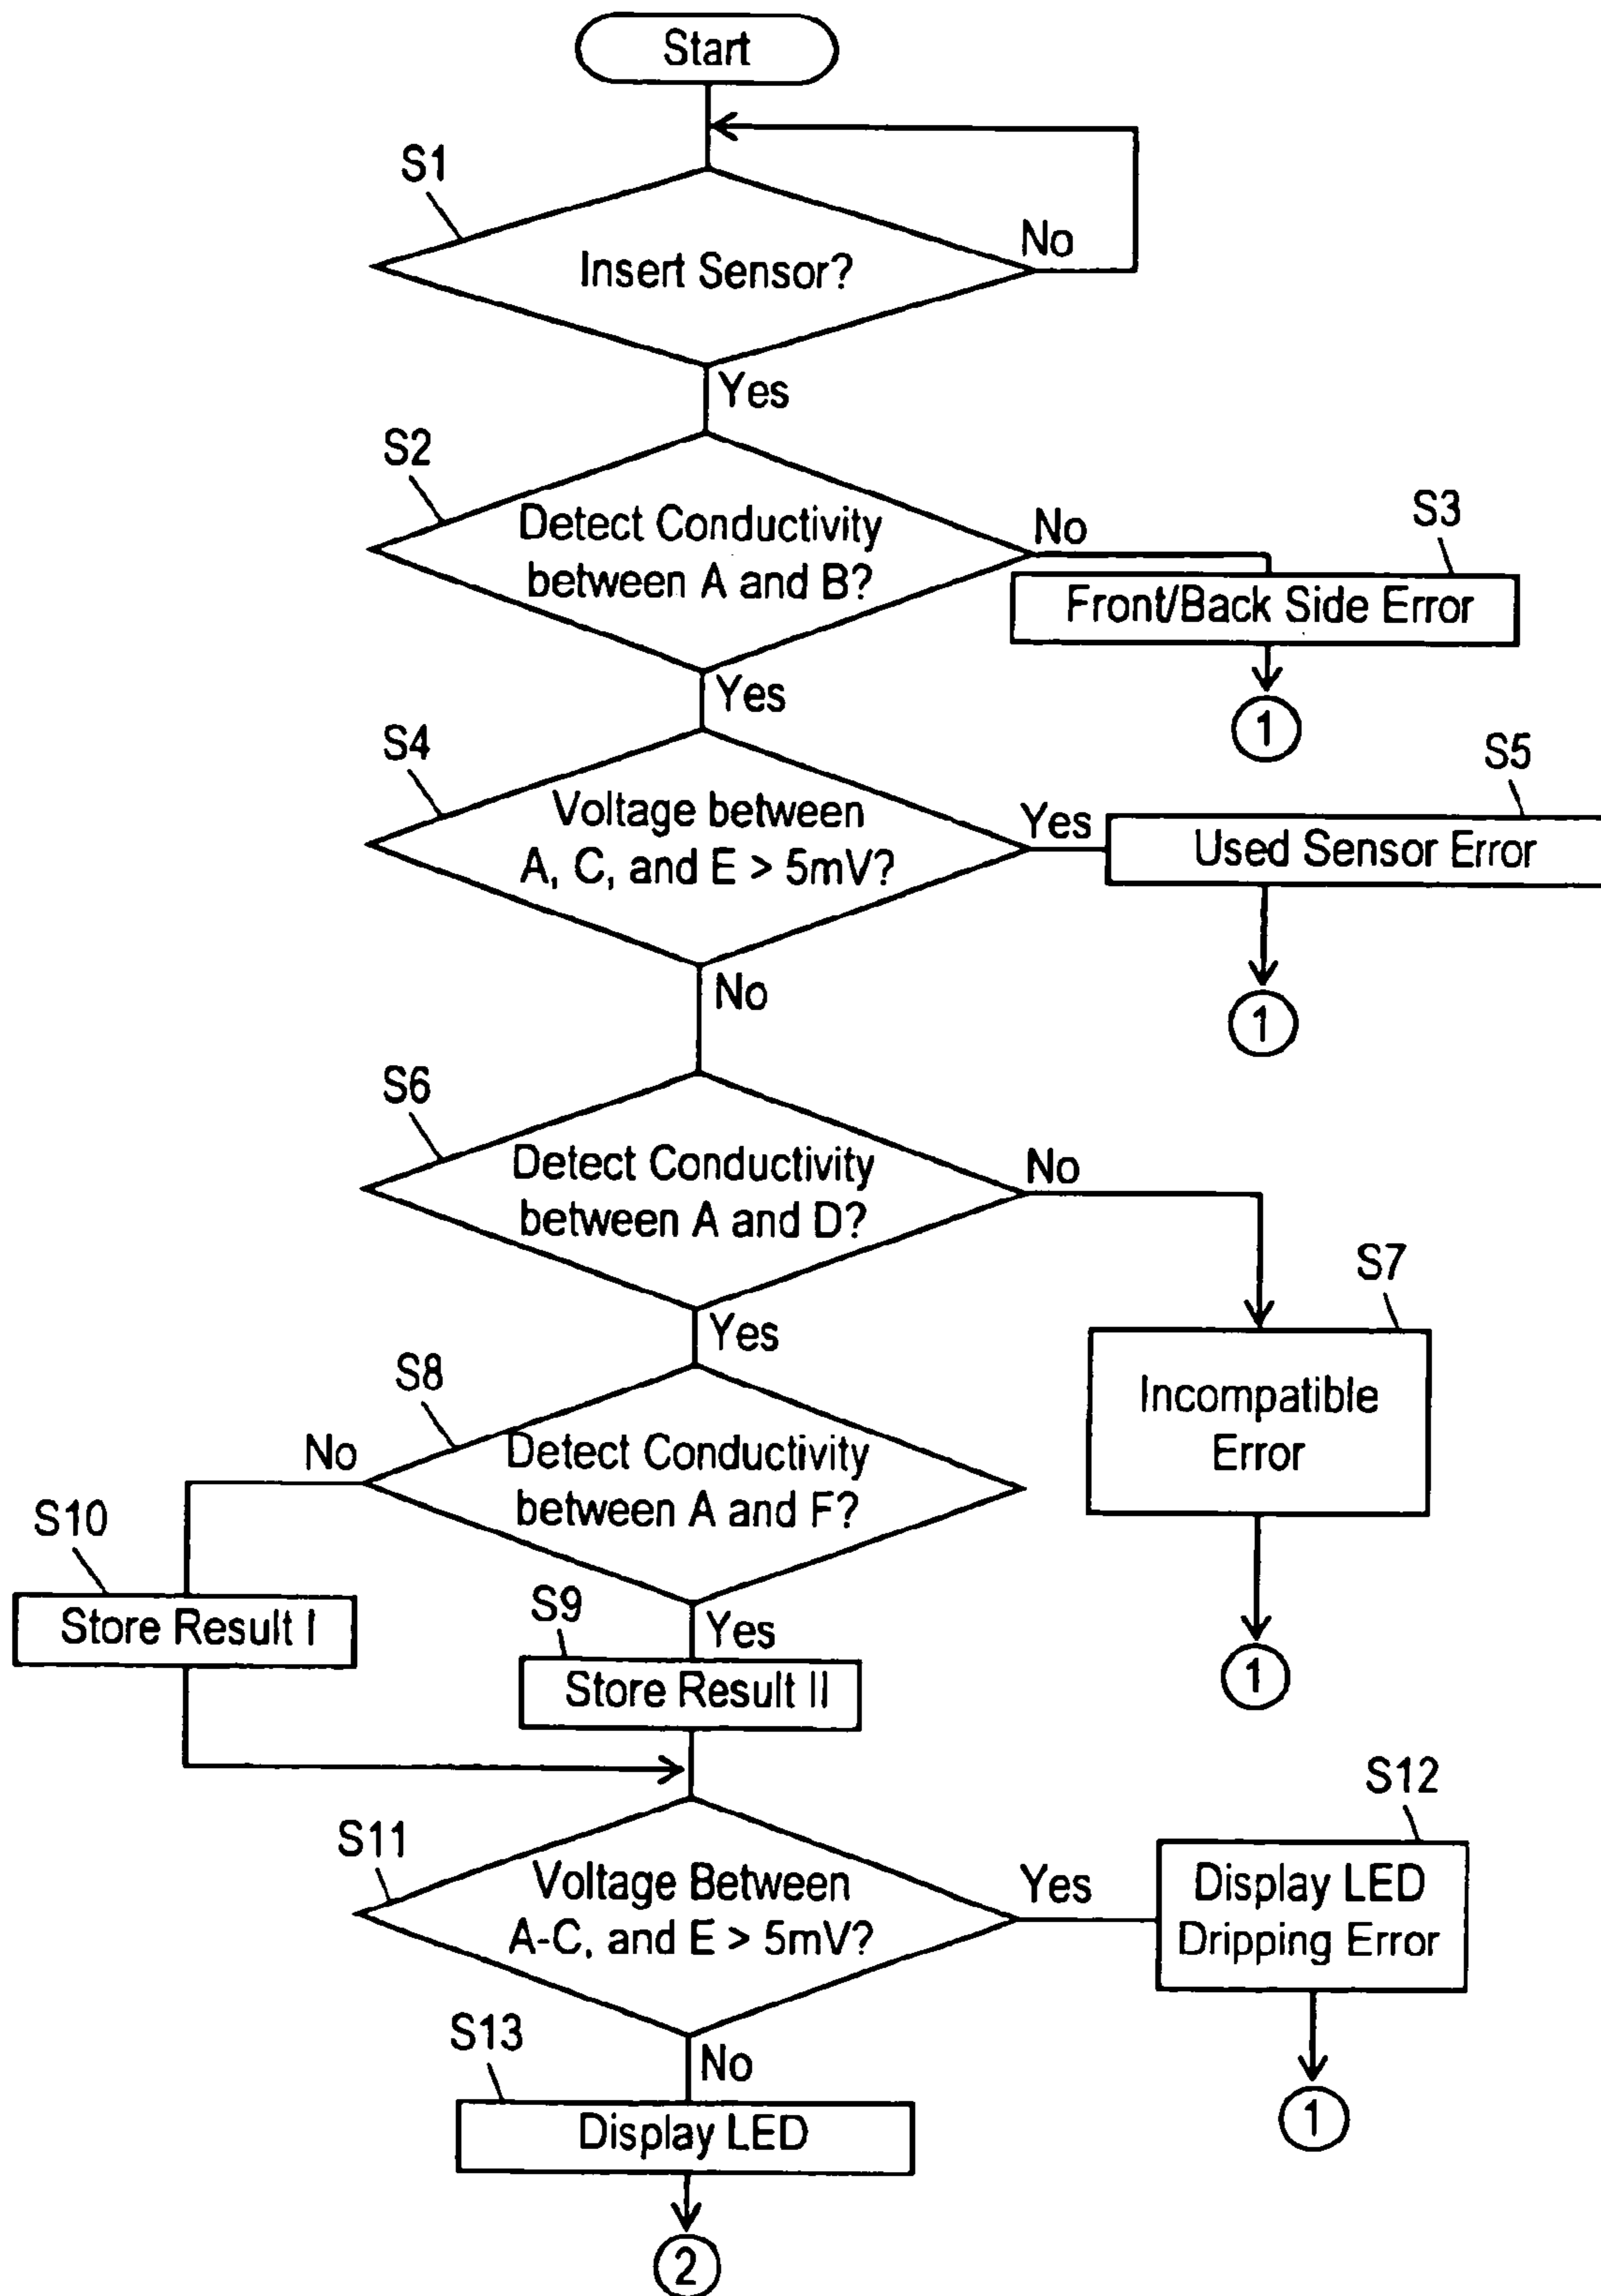 Start
S1
Insert Sensor?
No
Yes
S2
Detect Conductivity
between A and B?
No
S3
Front/Back Side Error
1
Yes
S4
Voltage between
A, C, and E > 5mV?
Yes
S5
Used Sensor Error
1
No
S6
Detect Conductivity
between A and D?
No
S7
Incompatible
Error
1
Yes
S8
Detect Conductivity
between A and F?
No
S10
Store Result I
Yes
S9
Store Result II
S11
Voltage Between
A-C, and E > 5mV?
Yes
S12
Display LED
Dripping Error
1
No
S13
Display LED
2